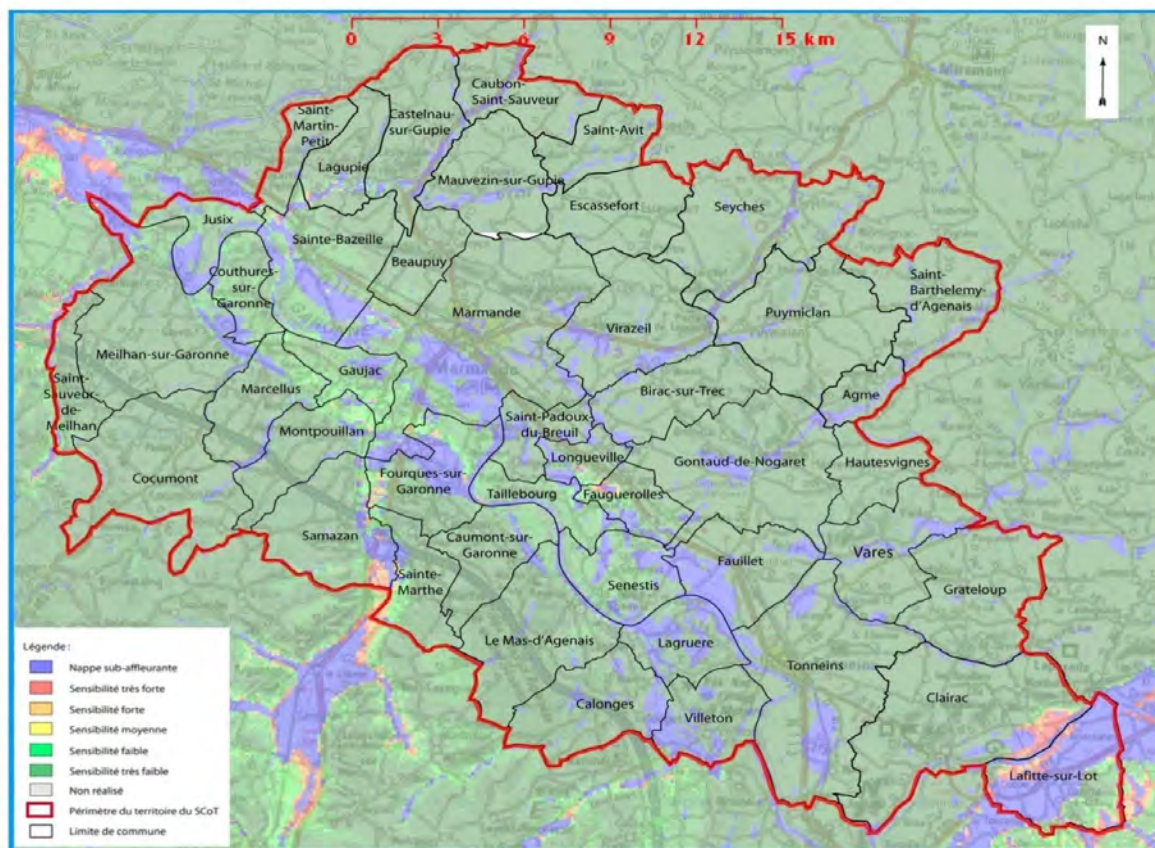 0 3 6 9 12 15 km
N
Caubon-
Saint-Sauveur
Saint-
Martin-
Petit
Castelnau-
sur-Gupie
Saint-Avit
Lagupie
Mauvezin-sur-Gupie
Escassefort
Seyches
Jusix
Sainte-Bazeille
Beaupuy
Couthures-
sur-
Garonne
Saint-
Barthelemy-
d'Agenais
Marmande
Puymiclan
Virazeil
Meilhan-sur-Garonne
Gaujac
Marcellus
Birac-sur-Trec
Agme
Saint-
Sauveur-
de-
Meilhan
Saint-Padoux-
du-Breuil
Montpouillan
Longueville
Gontaud-de-Nogaret
Hautesvignes
Cocumont
Fourques-sur-
Garonne
Taillebourg
Fauguerolles
Samazan
Caumont-sur-
Garonne
Fauillet
Vares
Sainte-
Marthe
Senestis
Grateloup
Le Mas-d'Agenais
Lagruere
Tonneins
Clairac
Calonges
Villeton
Lafitte-sur-Lot
Légende :
Nappe sub-affleurante
Sensibilité très forte
Sensibilité forte
Sensibilité moyenne
Sensibilité faible
Sensibilité très faible
Non réalisé
Périmètre du territoire du SCoT
Limite de commune